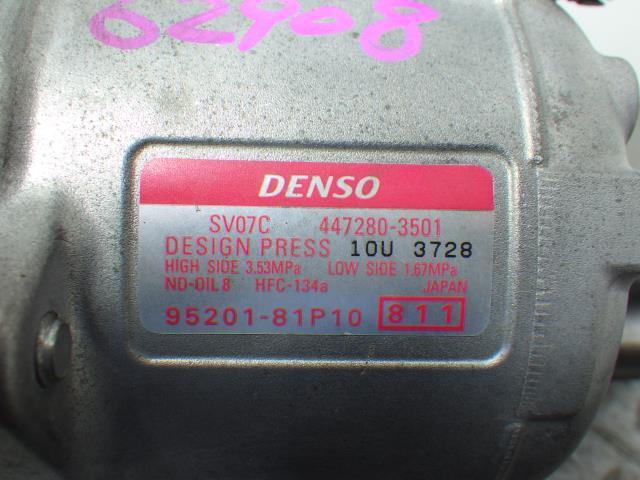 62908
DENSO
SV07C 447280-3501
DESIGN PRESS 10U 3728
HIGH SIDE 3.53MPa LOW SIDE 1.67MPa
ND-OIL 8 HFC-134a JAPAN
95201-81P10 811